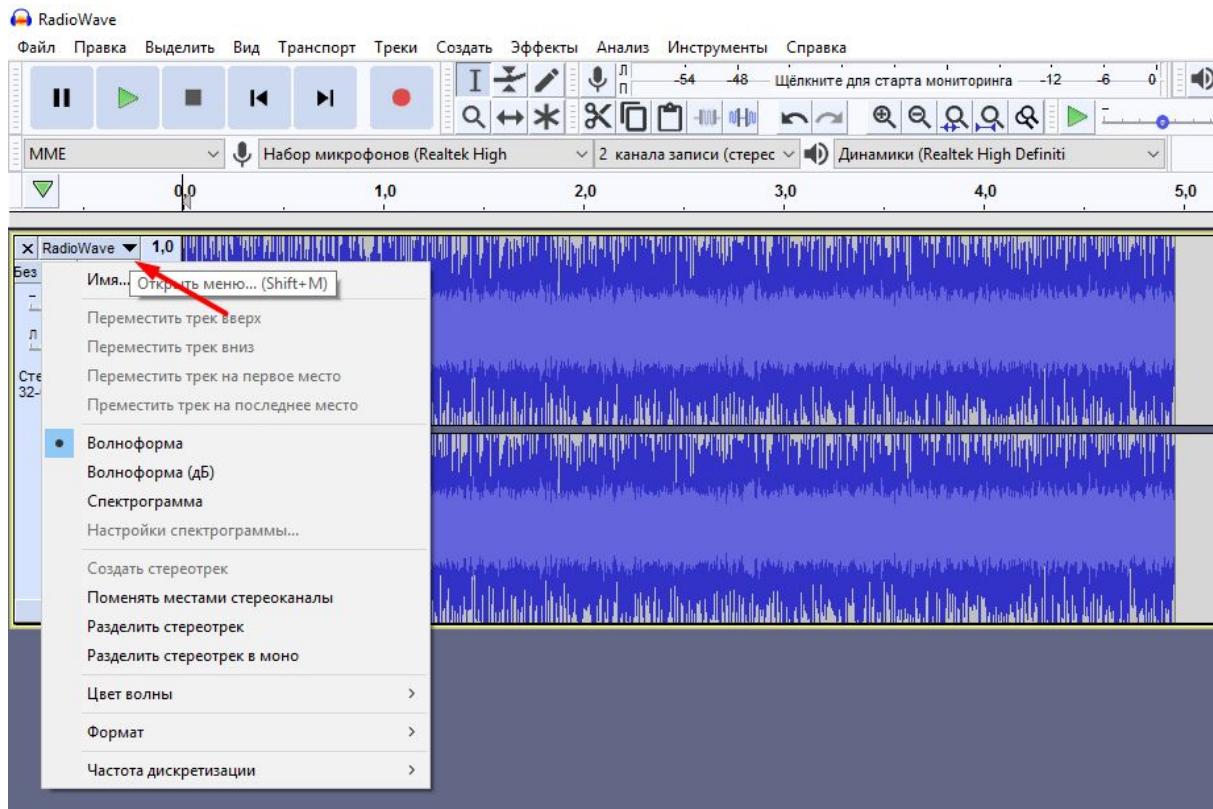 RadioWave
Файл Правка Выделить Вид Транспорт Треки Создать Эффекты Анализ Инструменты Справка
Л -54 -48 Щёлкните для старта мониторинга -12 -6 0
П
MME Набор микрофонов (Realtek High 2 канала записи (стерес Динамики (Realtek High Definiti
0,0 1,0 2,0 3,0 4,0 5,0
X RadioWave 1,0
Без
Имя... Открыть меню... (Shift+M)
Переместить трек вверх
Л
Переместить трек вниз
Сте Переместить трек на первое место
32-
Преместить трек на последнее место
Волноформа
Волноформа (дБ)
Спектрограмма
Настройки спектрограммы...
Создать стереотрек
Поменять местами стереоканалы
Разделить стереотрек
Разделить стереотрек в моно
Цвет волны
Формат
Частота дискретизации